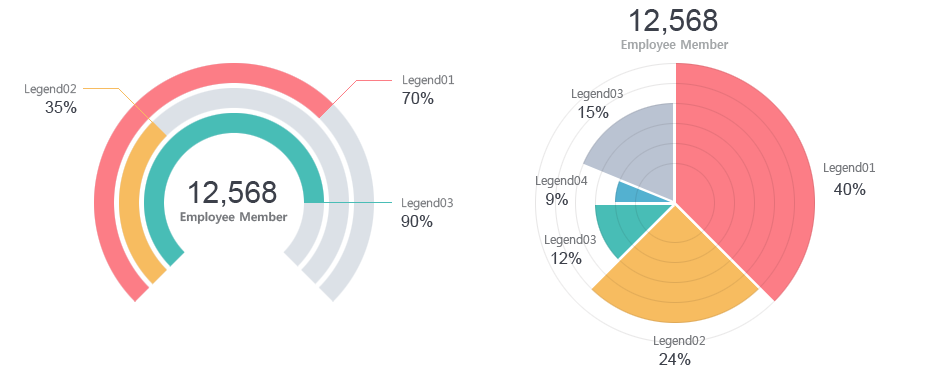 Legend01
70%
Legend02
35%
12,568
Employee Member
Legend03
90%
12,568
Employee Member
Legend03
15%
Legend01
40%
Legend04
9%
Legend03
12%
Legend02
24%